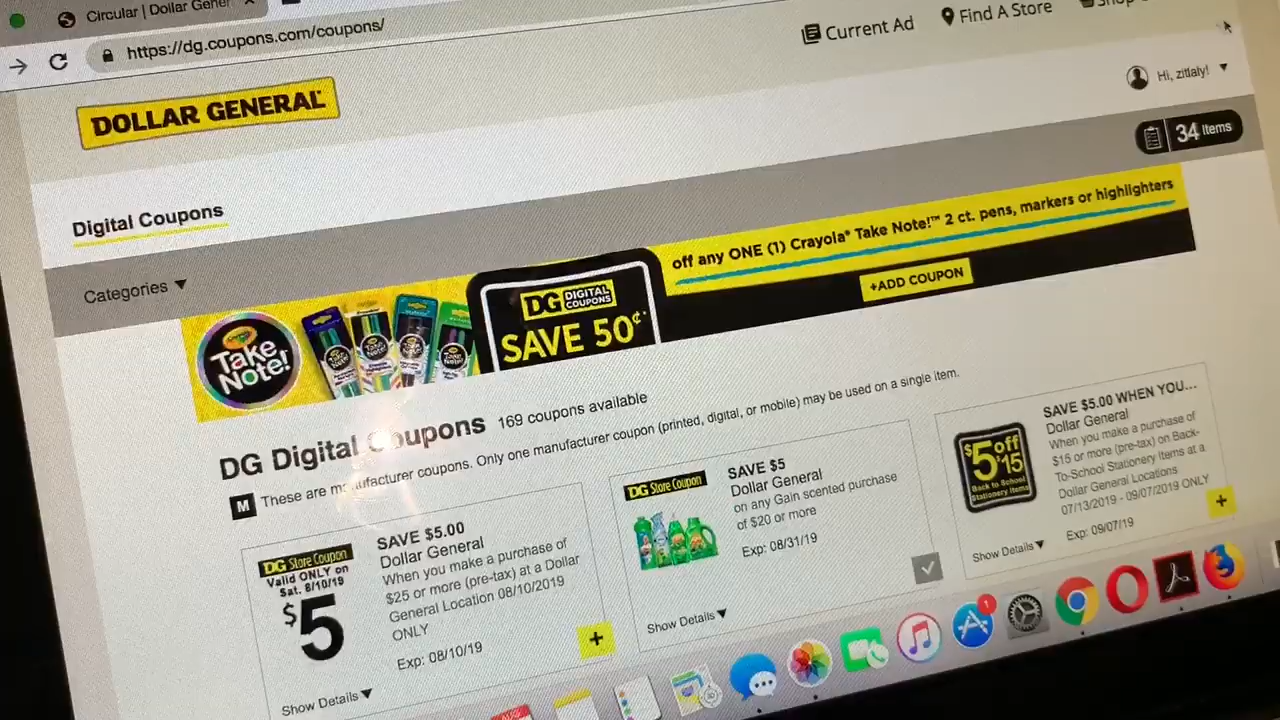 Circular | Dollar Gener
https://dg.coupons.com/coupons/
Current Ad
Find A Store
Hi, zitlaly!
DOLLAR GENERAL
34 Items
Digital Coupons
Categories
off any ONE (1) Crayola® Take Note!™ 2 ct. pens, markers or highlighters
+ADD COUPON
DG DIGITAL COUPONS
SAVE 50¢*
Take Note!
DG Digital Coupons 169 coupons available
M These are manufacturer coupons. Only one manufacturer coupon (printed, digital, or mobile) may be used on a single item.
DG Store Coupon
Valid ONLY on
Sat. 8/10/19
$5
SAVE $5.00
Dollar General
When you make a purchase of
$25 or more (pre-tax) at a Dollar
General Location 08/10/2019
ONLY
Exp: 08/10/19
+
Show Details
DG Store Coupon
SAVE $5
Dollar General
on any Gain scented purchase
of $20 or more
Exp: 08/31/19
Show Details
$5 off $15
Back to School
Stationery Items
SAVE $5.00 WHEN YOU...
Dollar General
When you make a purchase of
$15 or more (pre-tax) on Back-
To-School Stationery Items at a
Dollar General Locations
07/13/2019 - 09/07/2019 ONLY
Exp: 09/07/19
+
Show Details
1